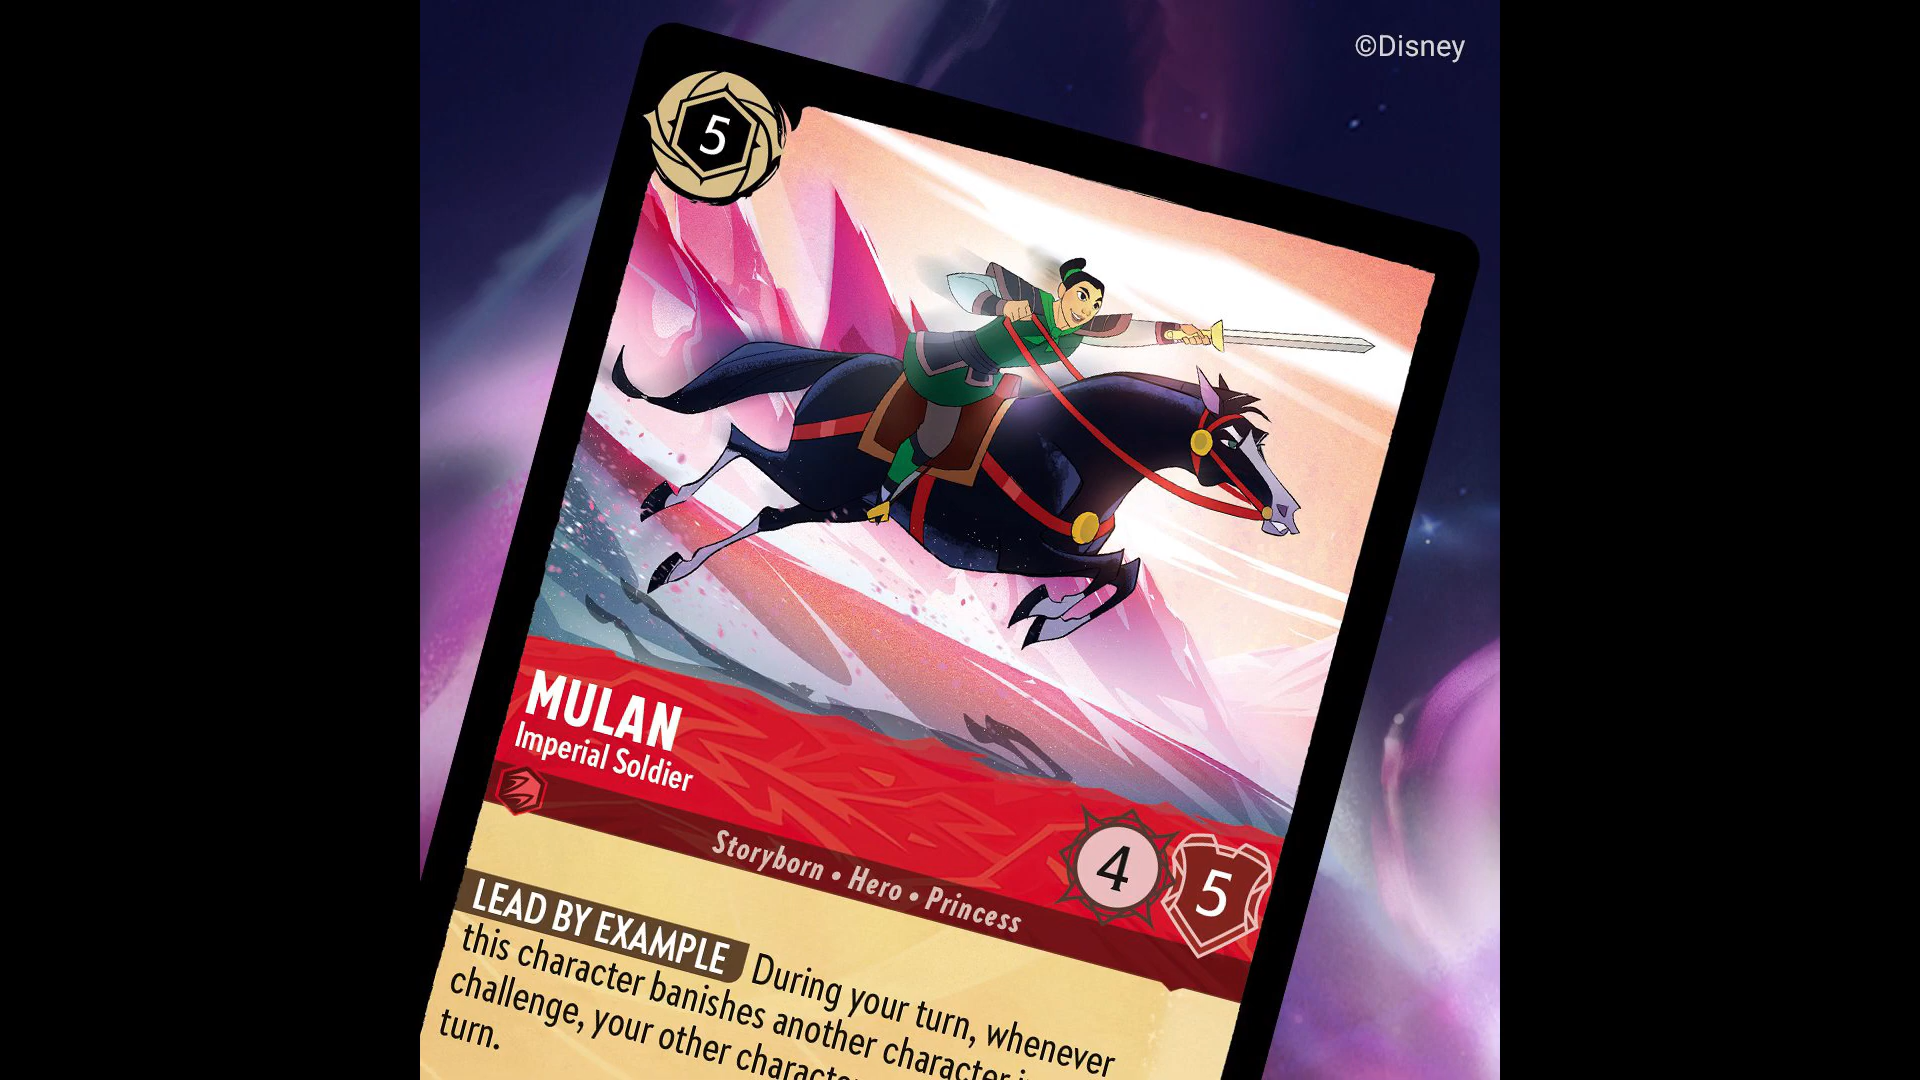 ©Disney
5
MULAN
Imperial Soldier
Storyborn • Hero • Princess
4
5
LEAD BY EXAMPLE During your turn, whenever
this character banishes another character
challenge, your other
turn.